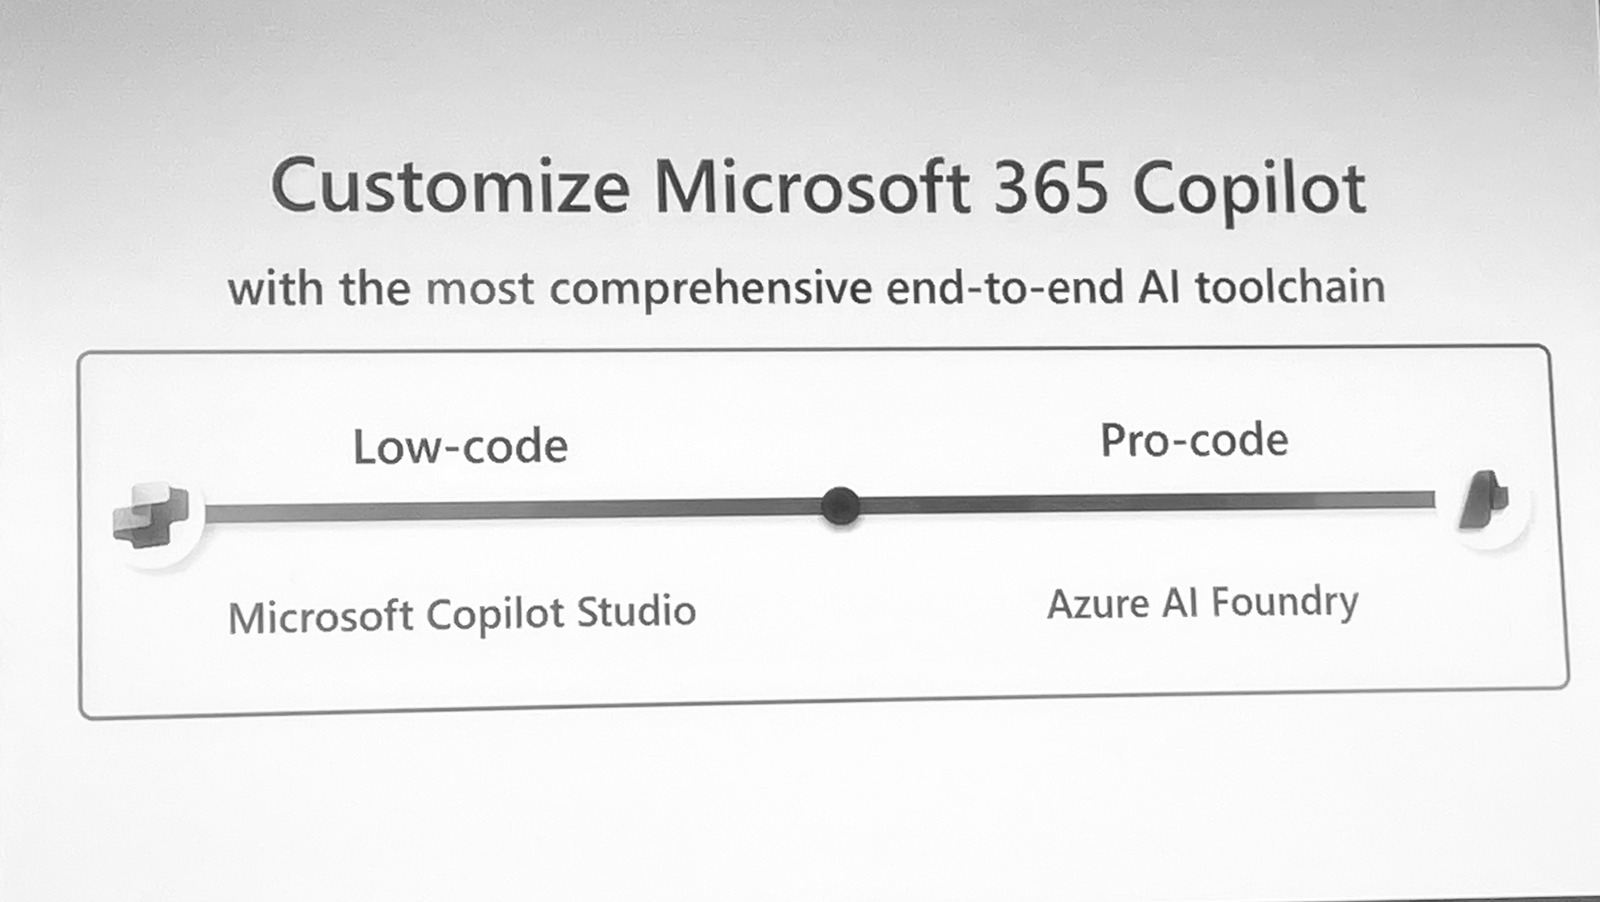 Customize Microsoft 365 Copilot
with the most comprehensive end-to-end AI toolchain
Low-code
Pro-code
Microsoft Copilot Studio
Azure AI Foundry